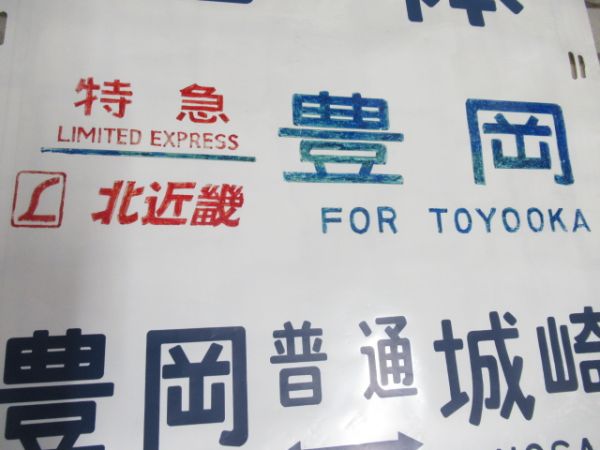 特急
LIMITED EXPRESS
豊岡
L 北近畿
FOR TOYOOKA
豊岡 普通 城崎